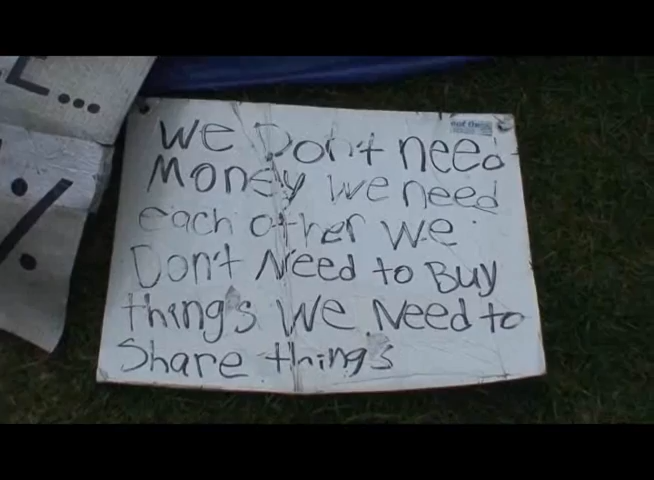 We Don't need
Money we need
each other we
Don't Need to Buy
things We Need to
Share things